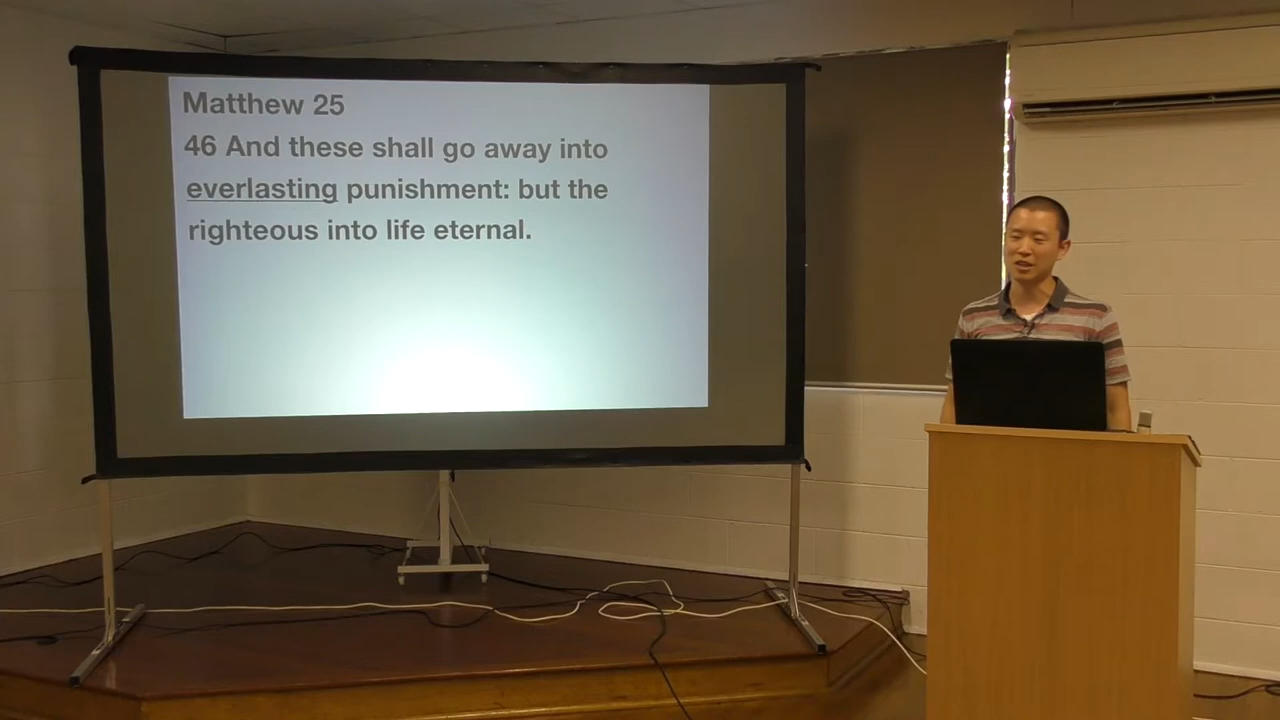 Matthew 25
46 And these shall go away into
everlasting punishment: but the
righteous into life eternal.